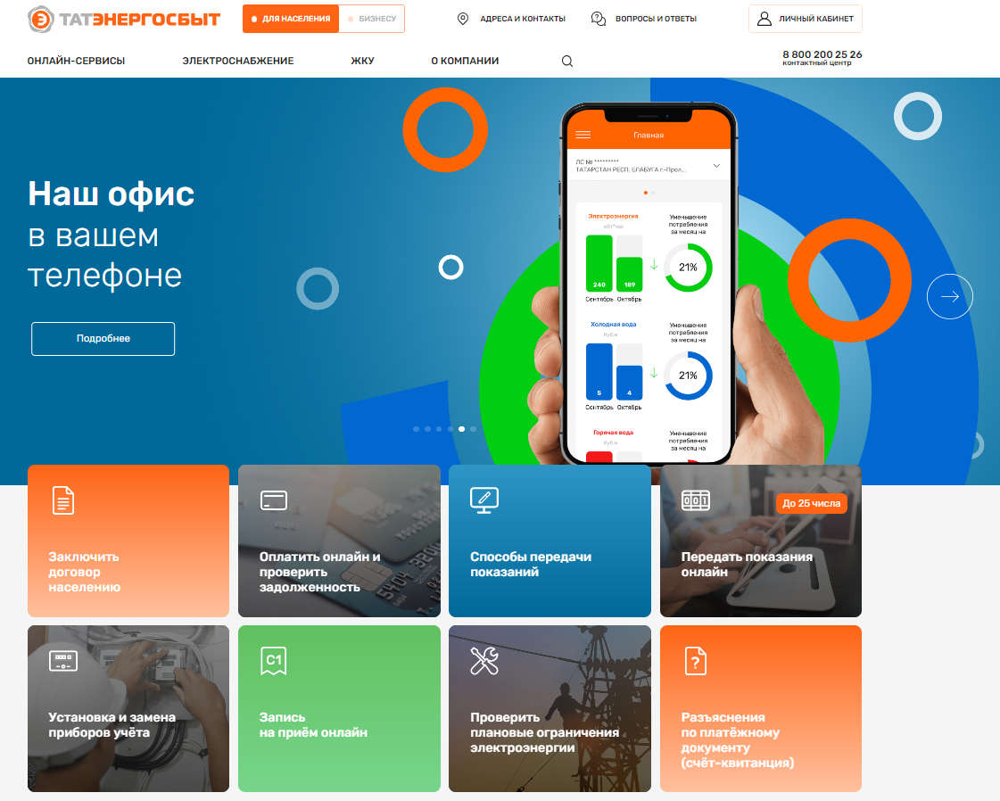 ТАТЭНЕРГОСБЫТ
ДЛЯ НАСЕЛЕНИЯ
БИЗНЕСУ
АДРЕСА И КОНТАКТЫ
ВОПРОСЫ И ОТВЕТЫ
ЛИЧНЫЙ КАБИНЕТ
ОНЛАЙН-СЕРВИСЫ
ЭЛЕКТРОСНАБЖЕНИЕ
ЖКУ
О КОМПАНИИ
8 800 200 25 26
контактный центр
Наш офис
в вашем
телефоне
Подробнее
Главная
ЛС № *********
ТАТАРСТАН РЕСП. ЕЛАБУГА г.-Прол...
Электроэнергия
кВт*час
240
189
Сентябрь
Октябрь
Уменьшение
потребления
за месяц на
21%
Холодная вода
Куб.м
5
4
Сентябрь
Октябрь
Уменьшение
потребления
за месяц на
21%
Горячая вода
Куб.м
Уменьшение
потребления
за месяц на
Заключить
договор
населению
Оплатить онлайн и
проверить
задолженность
Способы передачи
показаний
001
До 25 числа
Передать показания
онлайн
Установка и замена
приборов учёта
С1
Запись
на приём онлайн
Проверить
плановые ограничения
электроэнергии
?
Разъяснения
по платёжному
документу
(счёт-квитанция)